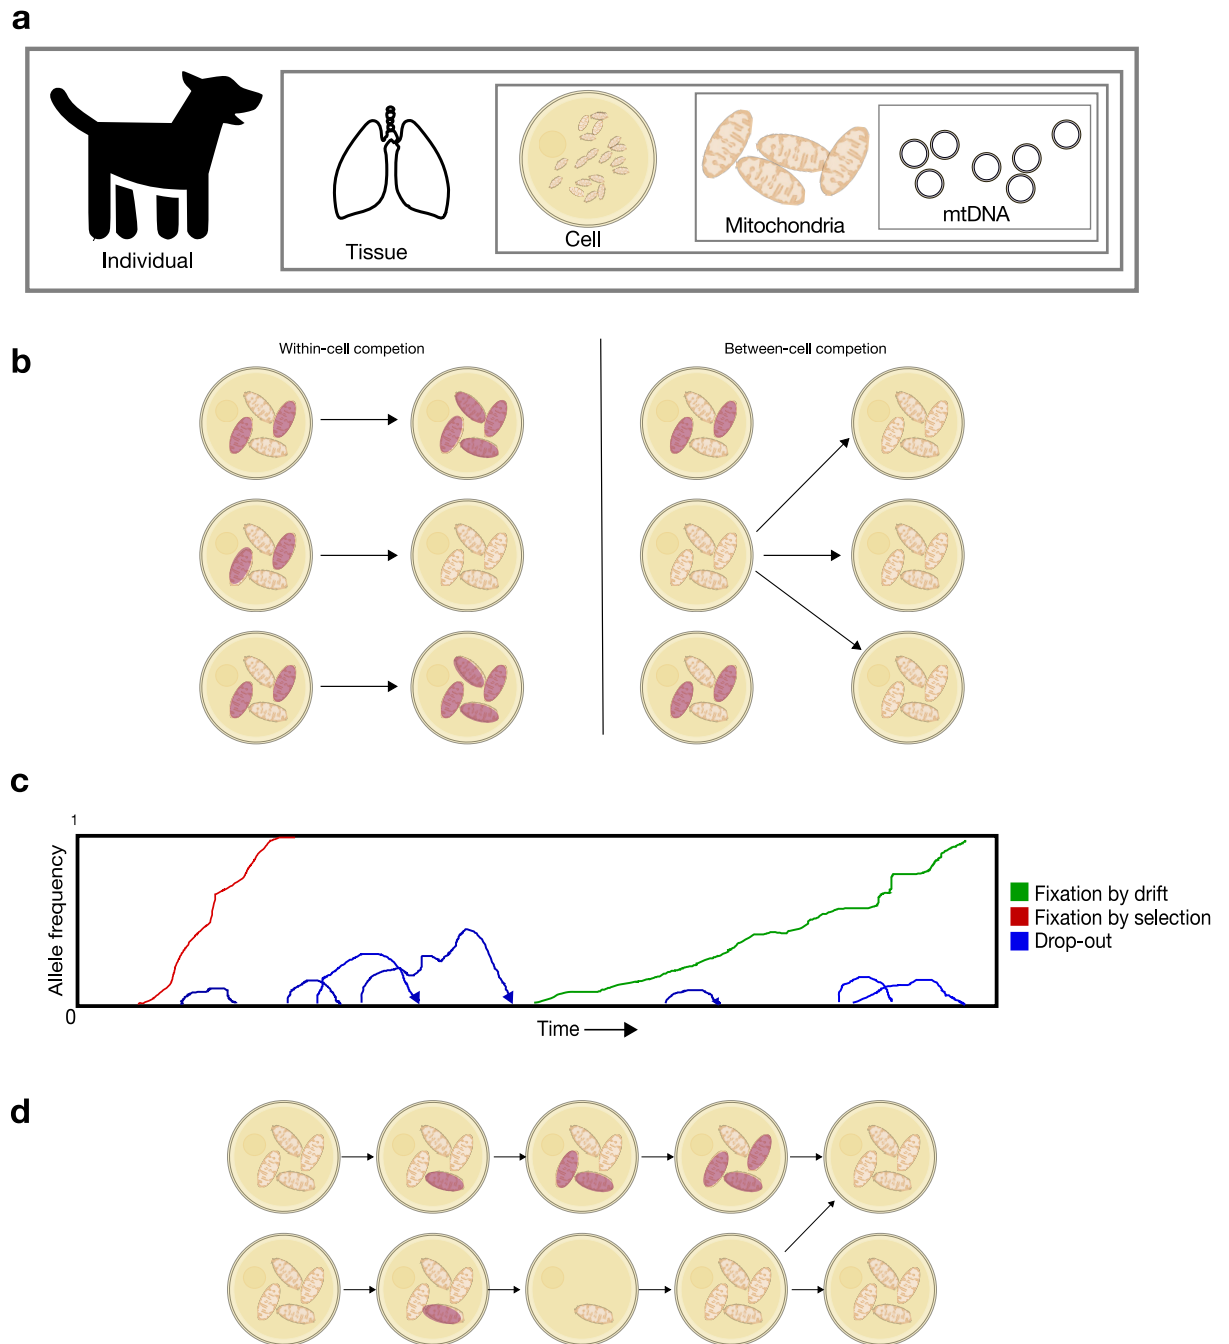 a
Individual
Tissue
Cell
Mitochondria
mtDNA
b
Within-cell competion
Between-cell competion
c
1
Allele frequency
0
Time
Fixation by drift
Fixation by selection
Drop-out
d